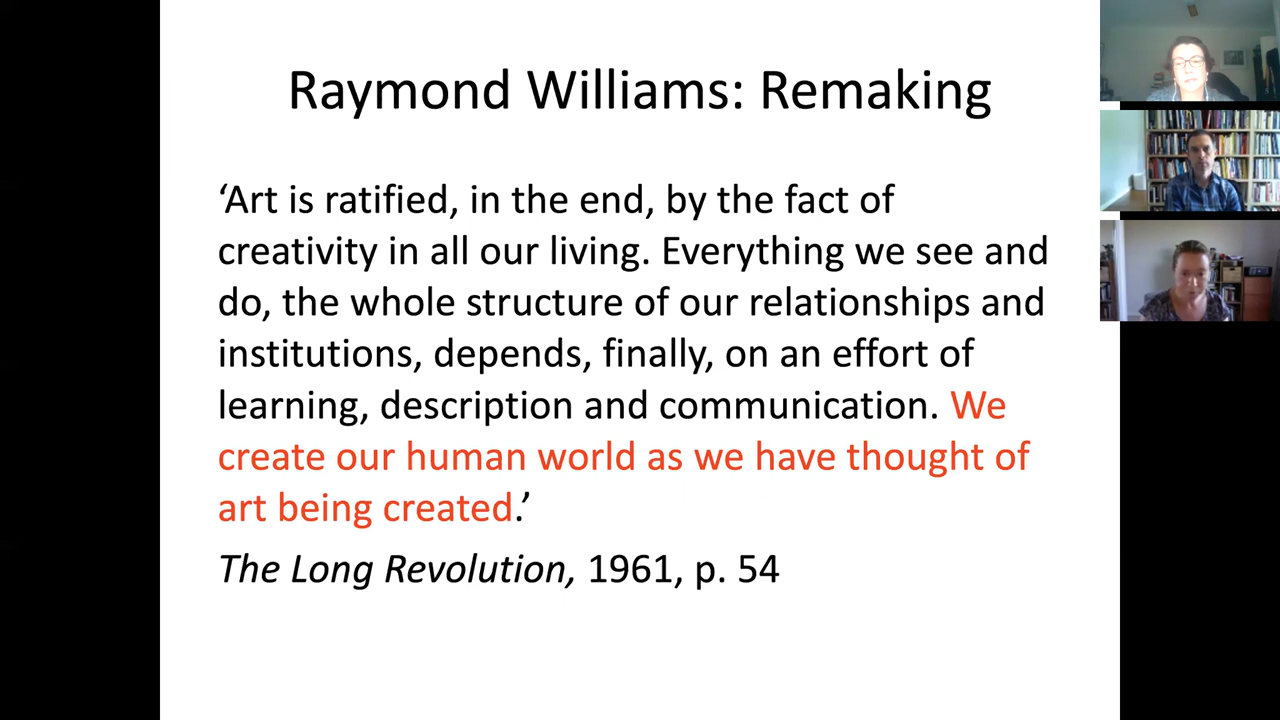 Raymond Williams: Remaking
‘Art is ratified, in the end, by the fact of
creativity in all our living. Everything we see and
do, the whole structure of our relationships and
institutions, depends, finally, on an effort of
learning, description and communication. We
create our human world as we have thought of
art being created.’
The Long Revolution, 1961, p. 54